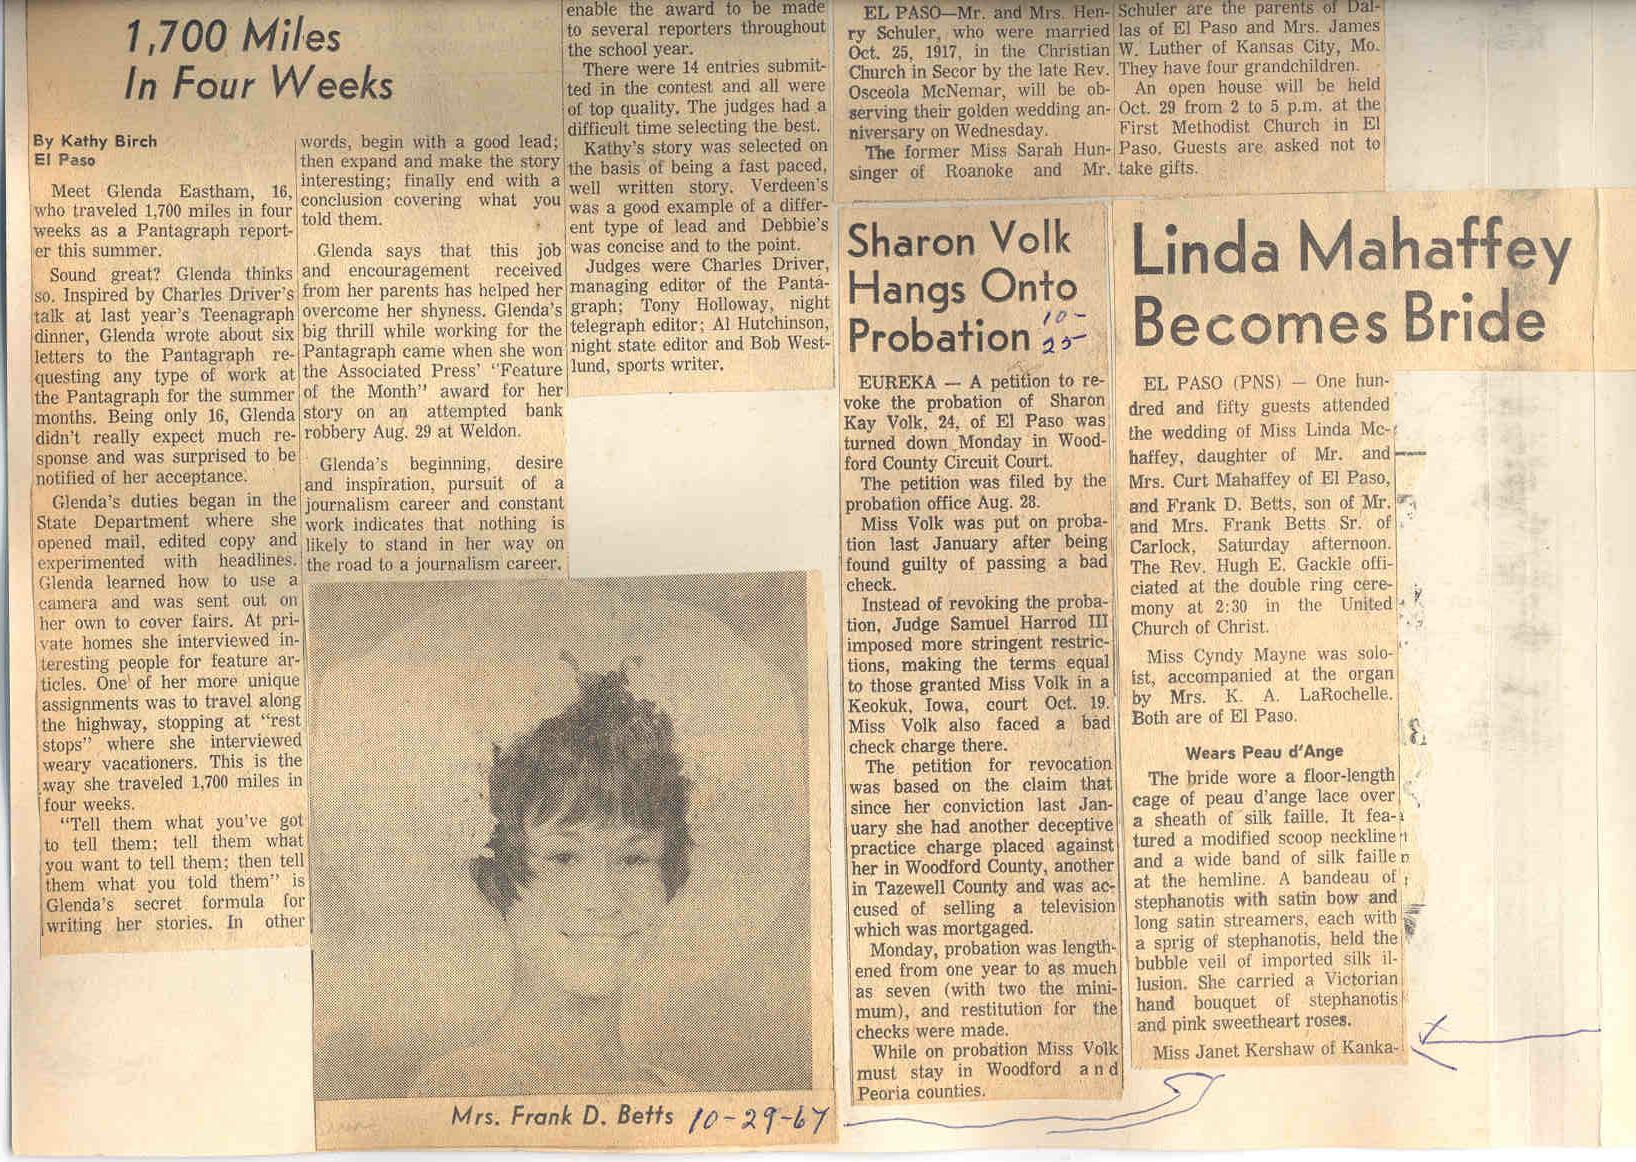 1,700 Miles
In Four Weeks
By Kathy Birch
El Paso
Meet Glenda Eastham, 16,
who traveled 1,700 miles in four
weeks as a Pantagraph report-
er this summer.
Sound great? Glenda thinks
so. Inspired by Charles Driver's
talk at last year's Teenagraph
dinner, Glenda wrote about six
letters to the Pantagraph re-
questing any type of work at
the Pantagraph for the summer
months. Being only 16, Glenda
didn't really expect much re-
sponse and was surprised to be
notified of her acceptance.
Glenda's duties began in the
State Department where she
opened mail, edited copy and
experimented with headlines.
Glenda learned how to use a
camera and was sent out on
her own to cover fairs. At pri-
vate homes she interviewed in-
teresting people for feature ar-
ticles. One of her more unique
assignments was to travel along
the highway, stopping at "rest
stops" where she interviewed
weary vacationers. This is the
way she traveled 1,700 miles in
four weeks.
"Tell them what you've got
to tell them; tell them what
you want to tell them; then tell
them what you told them" is
Glenda's secret formula for
writing her stories. In other
words, begin with a good lead;
then expand and make the story
interesting; finally end with a
conclusion covering what you
told them.
Glenda says that this job
and encouragement received
from her parents has helped her
overcome her shyness. Glenda's
big thrill while working for the
Pantagraph came when she won
the Associated Press' "Feature
of the Month" award for her
story on an attempted bank
robbery Aug. 29 at Weldon.
Glenda's beginning, desire
and inspiration, pursuit of a
journalism career and constant
work indicates that nothing is
likely to stand in her way on
the road to a journalism career.
enable the award to be made
to several reporters throughout
the school year.
There were 14 entries submit-
ted in the contest and all were
of top quality. The judges had a
difficult time selecting the best.
Kathy's story was selected on
the basis of being a fast paced,
well written story. Verdeen's
was a good example of a differ-
ent type of lead and Debbie's
was concise and to the point.
Judges were Charles Driver,
managing editor of the Panta-
graph; Tony Holloway, night
telegraph editor; Al Hutchinson,
night state editor and Bob West-
lund, sports writer.
Mrs. Frank D. Betts 10-29-67
EL PASO—Mr. and Mrs. Hen-
ry Schuler, who were married
Oct. 25, 1917, in the Christian
Church in Secor by the late Rev.
Osceola McNemar, will be ob-
serving their golden wedding an-
niversary on Wednesday.
The former Miss Sarah Hun-
singer of Roanoke and Mr.
Schuler are the parents of Dal-
las of El Paso and Mrs. James
W. Luther of Kansas City, Mo.
They have four grandchildren.
An open house will be held
Oct. 29 from 2 to 5 p.m. at the
First Methodist Church in El
Paso. Guests are asked not to
take gifts.
Sharon Volk
Hangs Onto
Probation 10-
25
EUREKA — A petition to re-
voke the probation of Sharon
Kay Volk, 24, of El Paso was
turned down Monday in Wood-
ford County Circuit Court.
The petition was filed by the
probation office Aug. 28.
Miss Volk was put on proba-
tion last January after being
found guilty of passing a bad
check.
Instead of revoking the proba-
tion, Judge Samuel Harrod III
imposed more stringent restric-
tions, making the terms equal
to those granted Miss Volk in a
Keokuk, Iowa, court Oct. 19.
Miss Volk also faced a bad
check charge there.
The petition for revocation
was based on the claim that
since her conviction last Jan-
uary she had another deceptive
practice charge placed against
her in Woodford County, another
in Tazewell County and was ac-
cused of selling a television
which was mortgaged.
Monday, probation was length-
ened from one year to as much
as seven (with two the mini-
mum), and restitution for the
checks were made.
While on probation Miss Volk
must stay in Woodford and
Peoria counties.
Linda Mahaffey
Becomes Bride
EL PASO (PNS) — One hun-
dred and fifty guests attended
the wedding of Miss Linda Mc-
haffey, daughter of Mr. and
Mrs. Curt Mahaffey of El Paso,
and Frank D. Betts, son of Mr.
and Mrs. Frank Betts Sr. of
Carlock, Saturday afternoon.
The Rev. Hugh E. Gackle offi-
ciated at the double ring cere-
mony at 2:30 in the United
Church of Christ.
Miss Cyndy Mayne was solo-
ist, accompanied at the organ
by Mrs. K. A. LaRochelle.
Both are of El Paso.
Wears Peau d'Ange
The bride wore a floor-length
cage of peau d'ange lace over
a sheath of silk faille. It fea-
tured a modified scoop neckline
and a wide band of silk faille
at the hemline. A bandeau of
stephanotis with satin bow and
long satin streamers, each with
a sprig of stephanotis, held the
bubble veil of imported silk il-
lusion. She carried a Victorian
hand bouquet of stephanotis
and pink sweetheart roses.
Miss Janet Kershaw of Kanka-